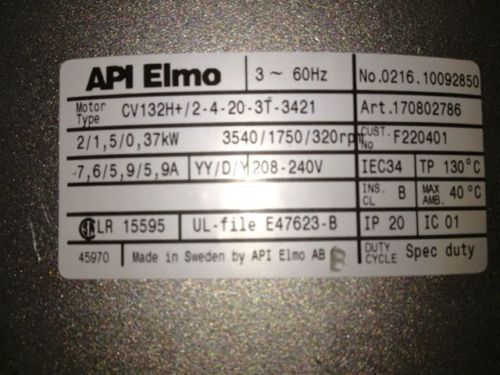 API Elmo 3 ~ 60Hz No.0216.10092850
Motor Type CV132H+/2-4-20-3T-3421 Art.170802786
2/1,5/0,37kW 3540/1750/320rpm CUST. No F220401
7,6/5,9/5,9A YY/D/Y 208-240V IEC34 TP 130°C
INS. CL B MAX AMB. 40°C
LR 15595 UL-file E47623-B IP 20 IC 01
45970 Made in Sweden by API Elmo AB B DUTY CYCLE Spec duty